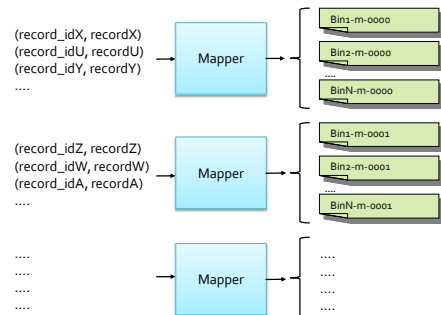 (record_idX, recordX)
(record_idU, recordU)
(record_idY, recordY)
....
Mapper
Bin1-m-0000
Bin2-m-0000
....
BinN-m-0000
(record_idZ, recordZ)
(record_idW, recordW)
(record_idA, recordA)
....
Mapper
Bin1-m-0001
Bin2-m-0001
....
BinN-m-0001
....
....
....
....
Mapper
....
....
....
....